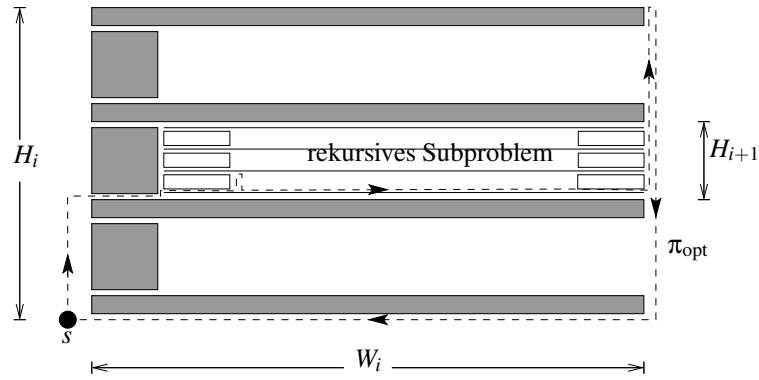 H_i
rekursives Subproblem
H_{i+1}
π_opt
s
W_i